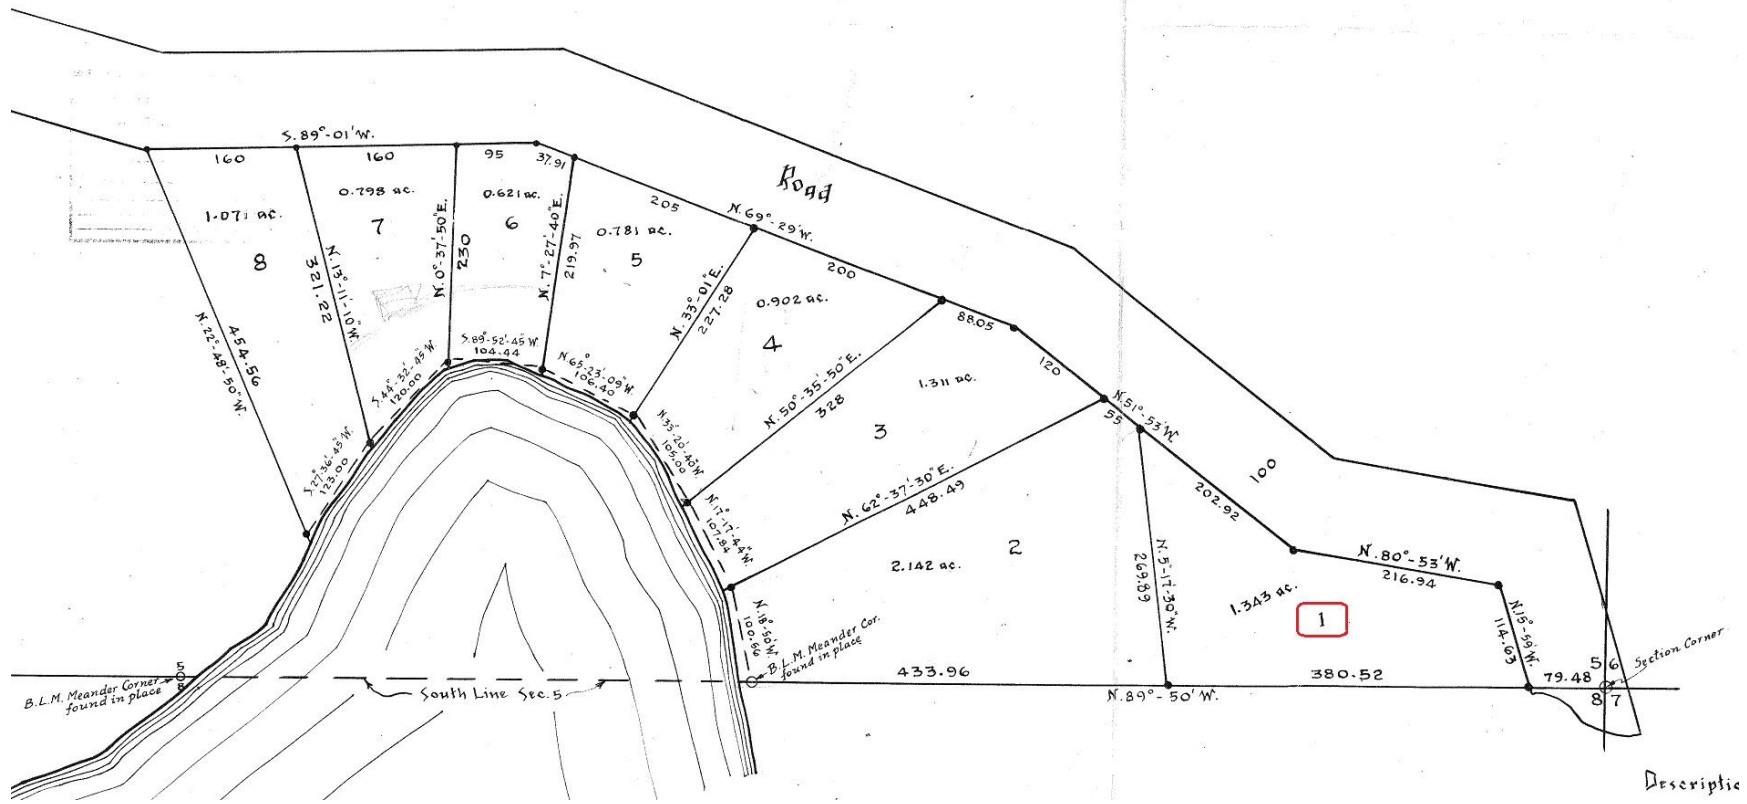 S. 89°-01' W.
160
160
95
37.91
Road
0.798 ac.
0.621 ac.
205
N. 69°-29' W.
1.071 ac.
7
6
0.781 ac.
8
5
N. 0°-37'-50" E.
230
N. 7°-27'-40" E.
219.97
200
N. 13°-11'-10" W.
321.22
N. 33°-01' E.
227.28
0.902 ac.
4
88.05
N. 22°-48'-50" W.
454.56
S. 89°-52'-45" W.
104.44
N. 65°-23'-09" W.
106.40
S. 44°-32'-45" W.
120.00
120
N. 50°-35'-50" E.
328
1.311 ac.
3
N. 51°-53' W.
55
N. 35°-20'-40" W.
105.00
S. 27°-36'-45" W.
123.00
N. 62°-37'-30" E.
448.49
100
202.92
N. 17°-17'-44" W.
107.84
2
2.142 ac.
N. 5°-17'-30" W.
269.89
N. 80°-53' W.
216.94
1.343 ac.
1
N. 18°-50' W.
100.56
N. 15°-59' W.
114.63
B.L.M. Meander Cor.
found in place
5
8
B.L.M. Meander Corner
found in place
South Line Sec. 5
433.96
N. 89°-50' W.
380.52
79.48
5 6
8 7
Section Corner
Descriptio